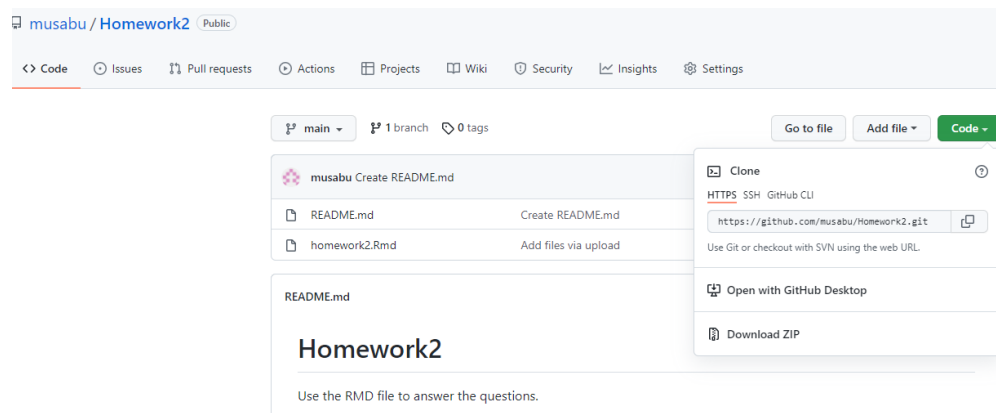 musabu / Homework2 Public
Code Issues Pull requests Actions Projects Wiki Security Insights Settings
main 1 branch 0 tags Go to file Add file Code
musabu Create README.md
README.md Create README.md
homework2.Rmd Add files via upload
Clone
HTTPS SSH GitHub CLI
https://github.com/musabu/Homework2.git
Use Git or checkout with SVN using the web URL.
Open with GitHub Desktop
Download ZIP
README.md
Homework2
Use the RMD file to answer the questions.